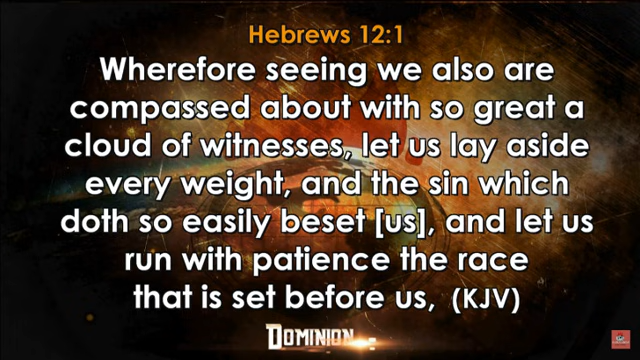 Hebrews 12:1
Wherefore seeing we also are
compassed about with so great a
cloud of witnesses, let us lay aside
every weight, and the sin which
doth so easily beset [us], and let us
run with patience the race
that is set before us, (KJV)
DOMINION